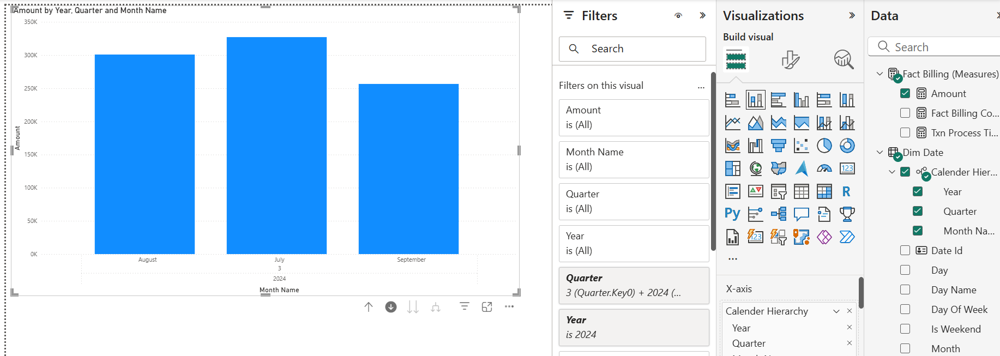 Amount by Year, Quarter and Month Name
350K
300K
250K
200K
150K
100K
50K
0K
Amount
August
July
September
3
2024
Month Name
Filters
Search
Filters on this visual
...
Amount
is (All)
Month Name
is (All)
Quarter
is (All)
Year
is (All)
Quarter
3 (Quarter.Key0) + 2024 (...
Year
is 2024
Visualizations
Build visual
123
R
Py
123
...
X-axis
Calender Hierarchy
Year
Quarter
Data
Search
Fact Billing (Measures)
Amount
Fact Billing Co...
Txn Process Ti...
Dim Date
Calender Hier...
Year
Quarter
Month Na...
Date Id
Day
Day Name
Day Of Week
Is Weekend
Month